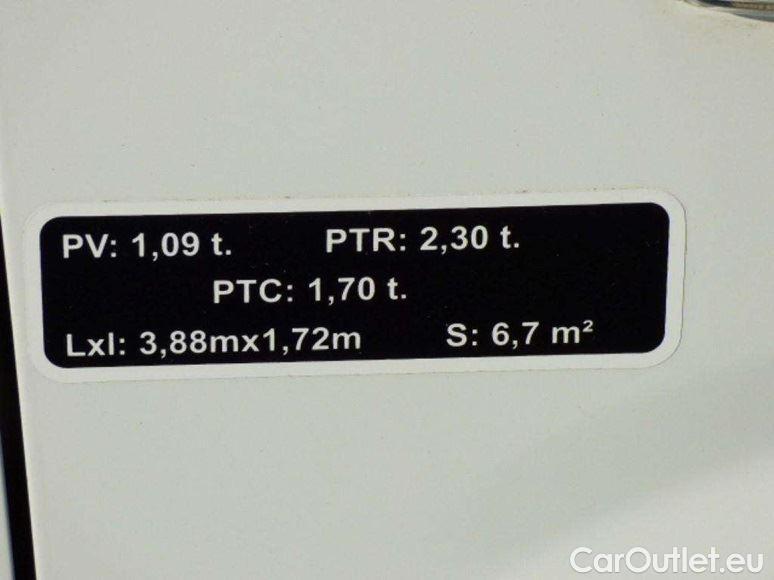 PV: 1,09 t. PTR: 2,30 t.
PTC: 1,70 t.
Lxl: 3,88mx1,72m S: 6,7 m²
CarOutlet.eu